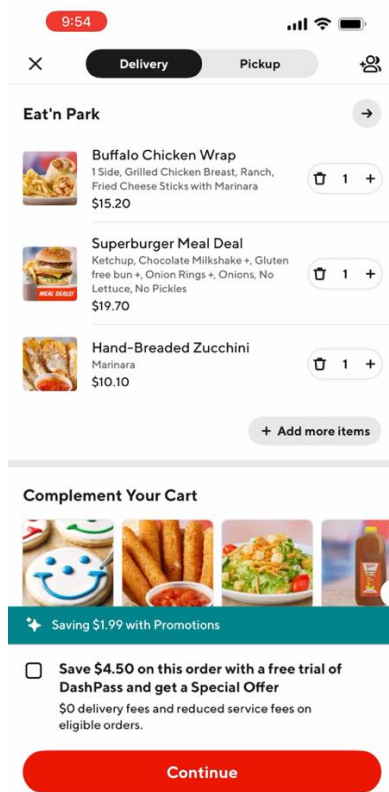 9:54
Delivery
Pickup
Eat'n Park
Buffalo Chicken Wrap
1 Side, Grilled Chicken Breast, Ranch,
Fried Cheese Sticks with Marinara
$15.20
1
Superburger Meal Deal
Ketchup, Chocolate Milkshake +, Gluten
free bun +, Onion Rings +, Onions, No
Lettuce, No Pickles
$19.70
MEAL DEALS!
1
Hand-Breaded Zucchini
Marinara
$10.10
1
+ Add more items
Complement Your Cart
Saving $1.99 with Promotions
Save $4.50 on this order with a free trial of
DashPass and get a Special Offer
$0 delivery fees and reduced service fees on
eligible orders.
Continue